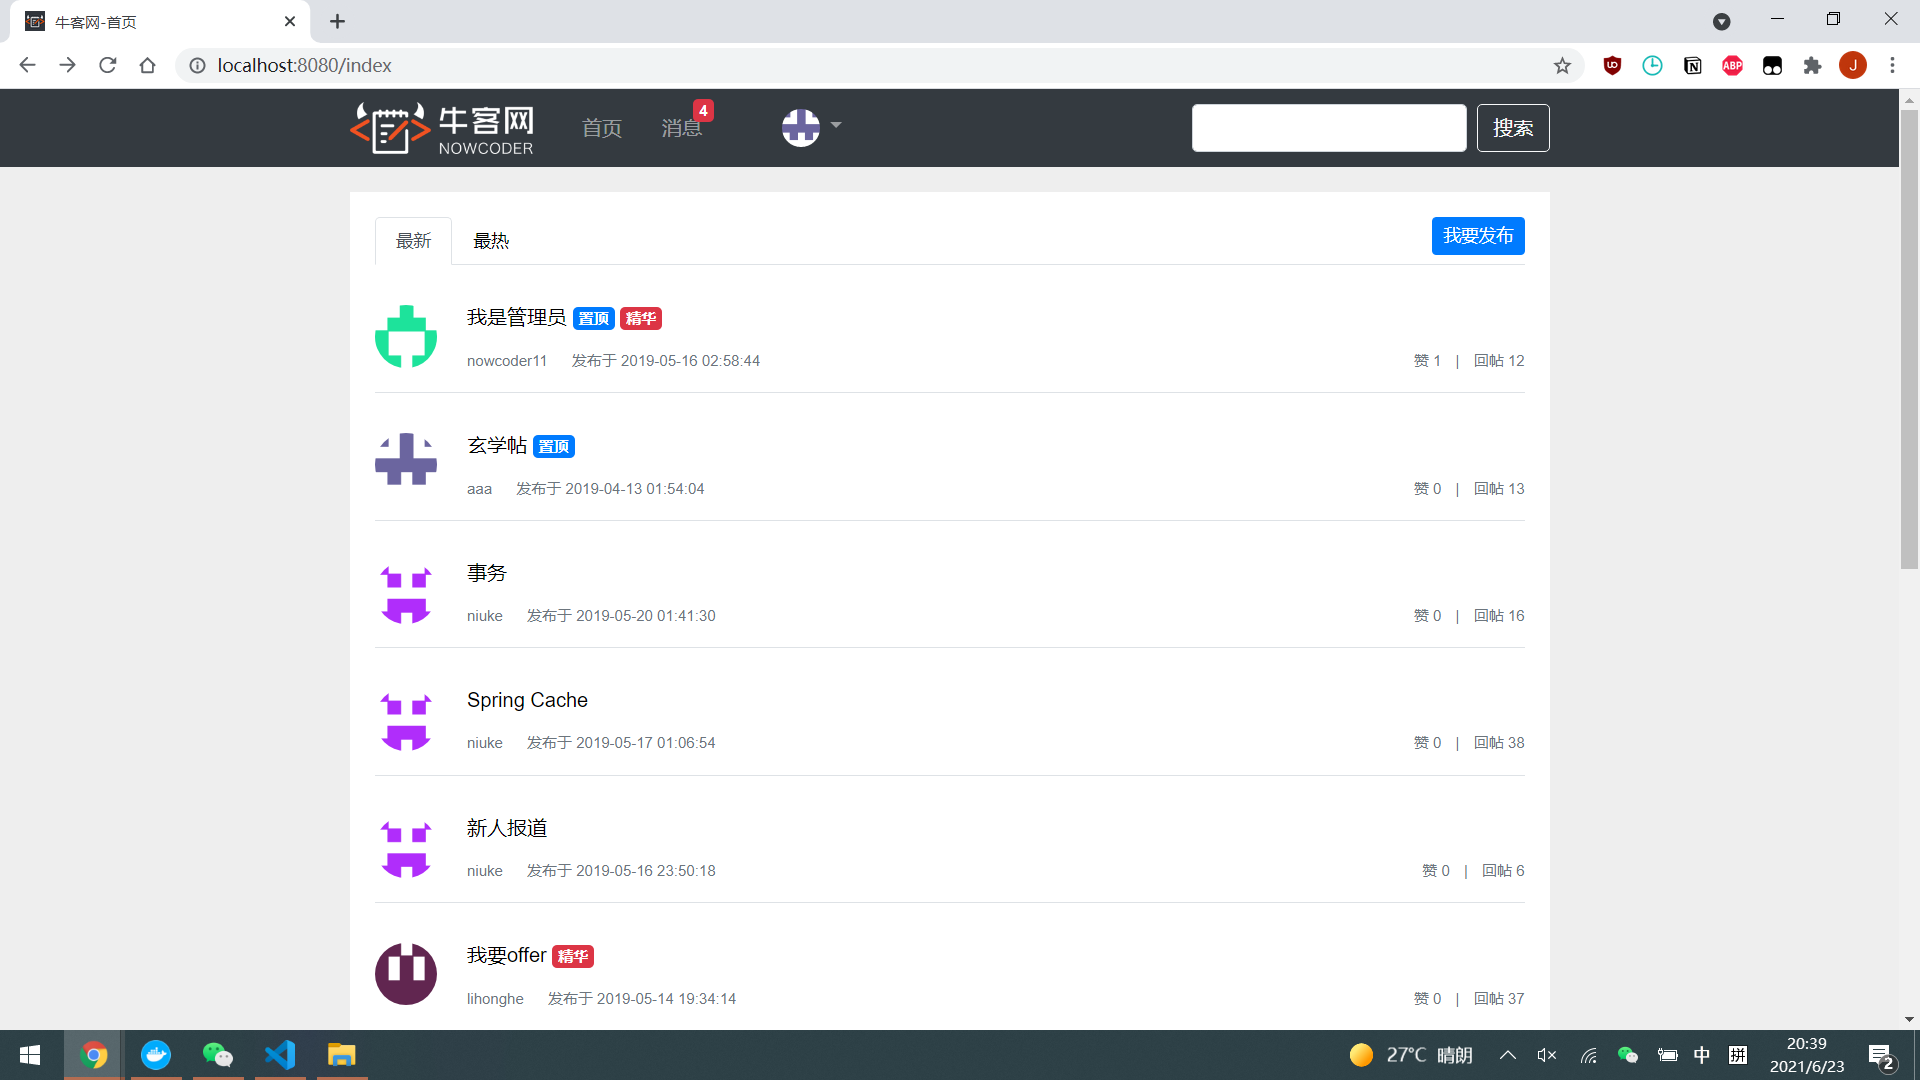 牛客网-首页
localhost:8080/index
J
牛客网
NOWCODER
首页
消息
4
搜索
最新
最热
我要发布
我是管理员 置顶 精华
nowcoder11 发布于 2019-05-16 02:58:44 赞 1 | 回帖 12
玄学帖 置顶
aaa 发布于 2019-04-13 01:54:04 赞 0 | 回帖 13
事务
niuke 发布于 2019-05-20 01:41:30 赞 0 | 回帖 16
Spring Cache
niuke 发布于 2019-05-17 01:06:54 赞 0 | 回帖 38
新人报道
niuke 发布于 2019-05-16 23:50:18 赞 0 | 回帖 6
我要offer 精华
lihonghe 发布于 2019-05-14 19:34:14 赞 0 | 回帖 37
27°C 晴朗
中
拼
20:39
2021/6/23
2
ABP